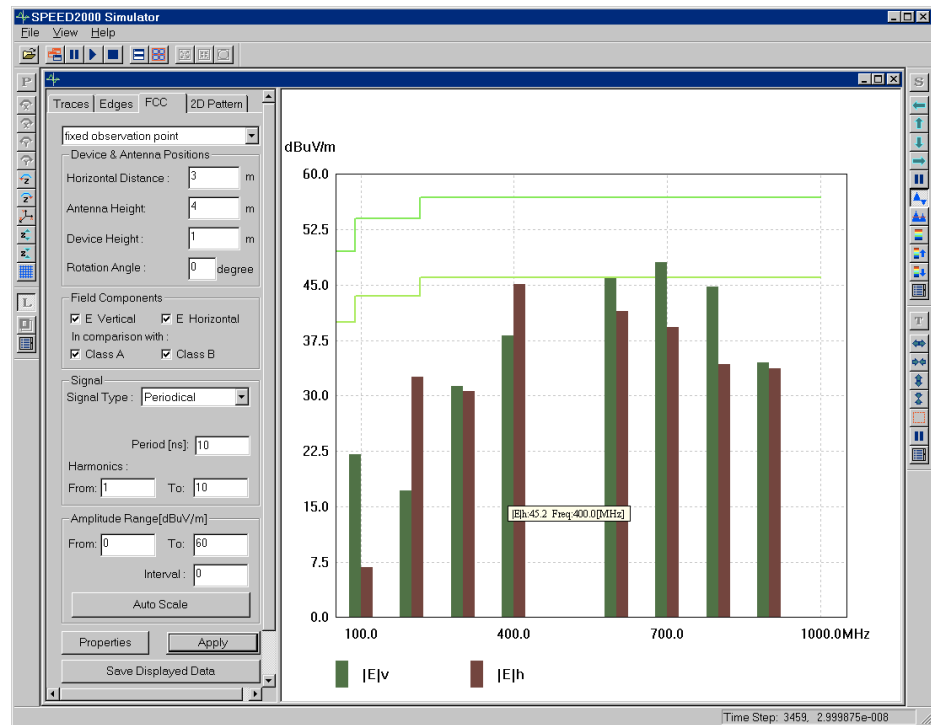 SPEED2000 Simulator
File View Help
P
S
Traces Edges FCC 2D Pattern
fixed observation point
Device & Antenna Positions
Horizontal Distance : 3 m
Antenna Height: 4 m
Device Height : 1 m
Rotation Angle : 0 degree
Field Components
E Vertical E Horizontal
In comparison with :
Class A Class B
Signal
Signal Type : Periodical
Period [ns]: 10
Harmonics :
From: 1 To: 10
Amplitude Range[dBuV/m]
From: 0 To: 60
Interval : 0
Auto Scale
Properties Apply
Save Displayed Data
L
T
dBuV/m
60.0
52.5
45.0
37.5
30.0
22.5
15.0
7.5
0.0
|E|h:45.2 Freq:400.0[MHz]
100.0 400.0 700.0 1000.0MHz
|E|v |E|h
Time Step: 3459, 2.999875e-008